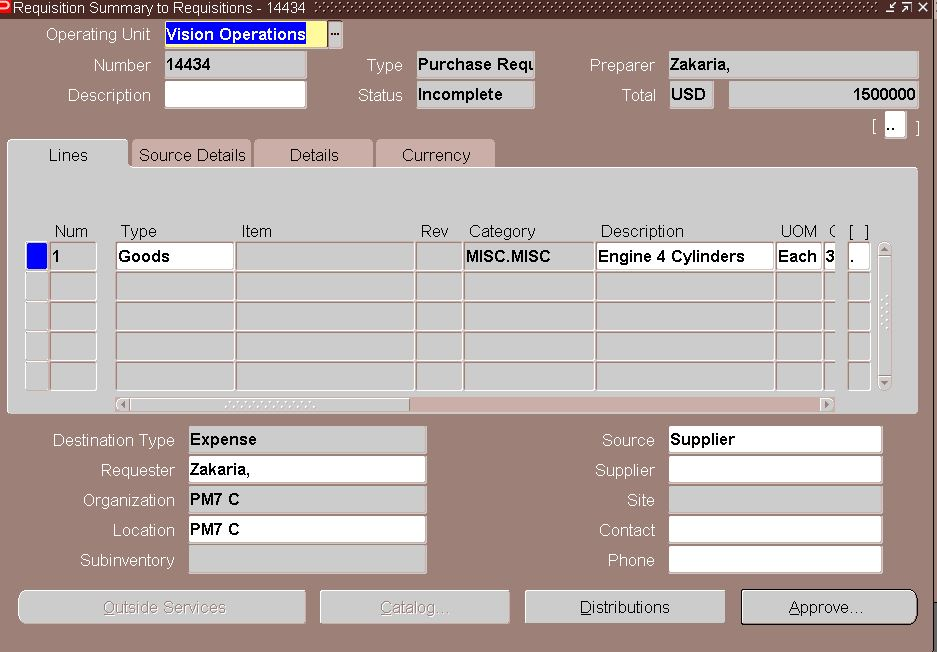 Requisition Summary to Requisitions - 14434
Operating Unit Vision Operations ...
Number 14434 Type Purchase Requ Preparer Zakaria,
Description Status Incomplete Total USD 1500000
[ .. ]
Lines Source Details Details Currency
Num Type Item Rev Category Description UOM [ ]
1 Goods MISC.MISC Engine 4 Cylinders Each 3 .
Destination Type Expense Source Supplier
Requester Zakaria, Supplier
Organization PM7 C Site
Location PM7 C Contact
Subinventory Phone
Outside Services Catalog... Distributions Approve...